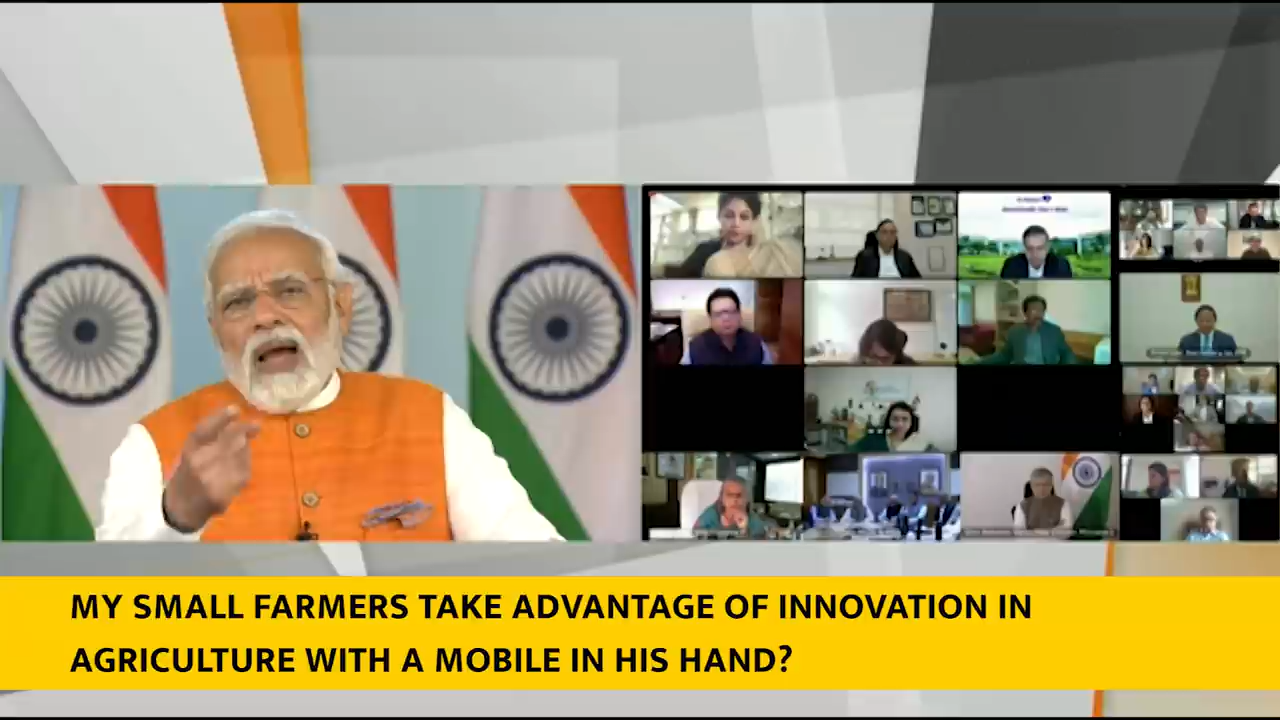 MY SMALL FARMERS TAKE ADVANTAGE OF INNOVATION IN
AGRICULTURE WITH A MOBILE IN HIS HAND?